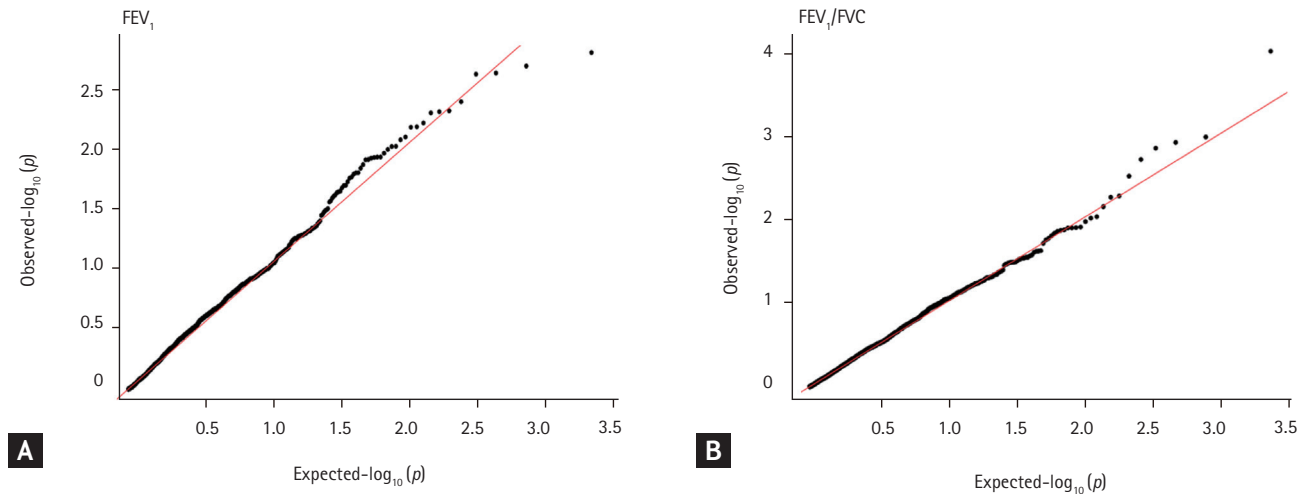 FEV₁
2.5
2.0
1.5
1.0
0.5
0
Observed-log₁₀ (p)
0.5 1.0 1.5 2.0 2.5 3.0 3.5
Expected-log₁₀ (p)
A
FEV₁/FVC
4
3
2
1
0
Observed-log₁₀ (p)
0.5 1.0 1.5 2.0 2.5 3.0 3.5
Expected-log₁₀ (p)
B